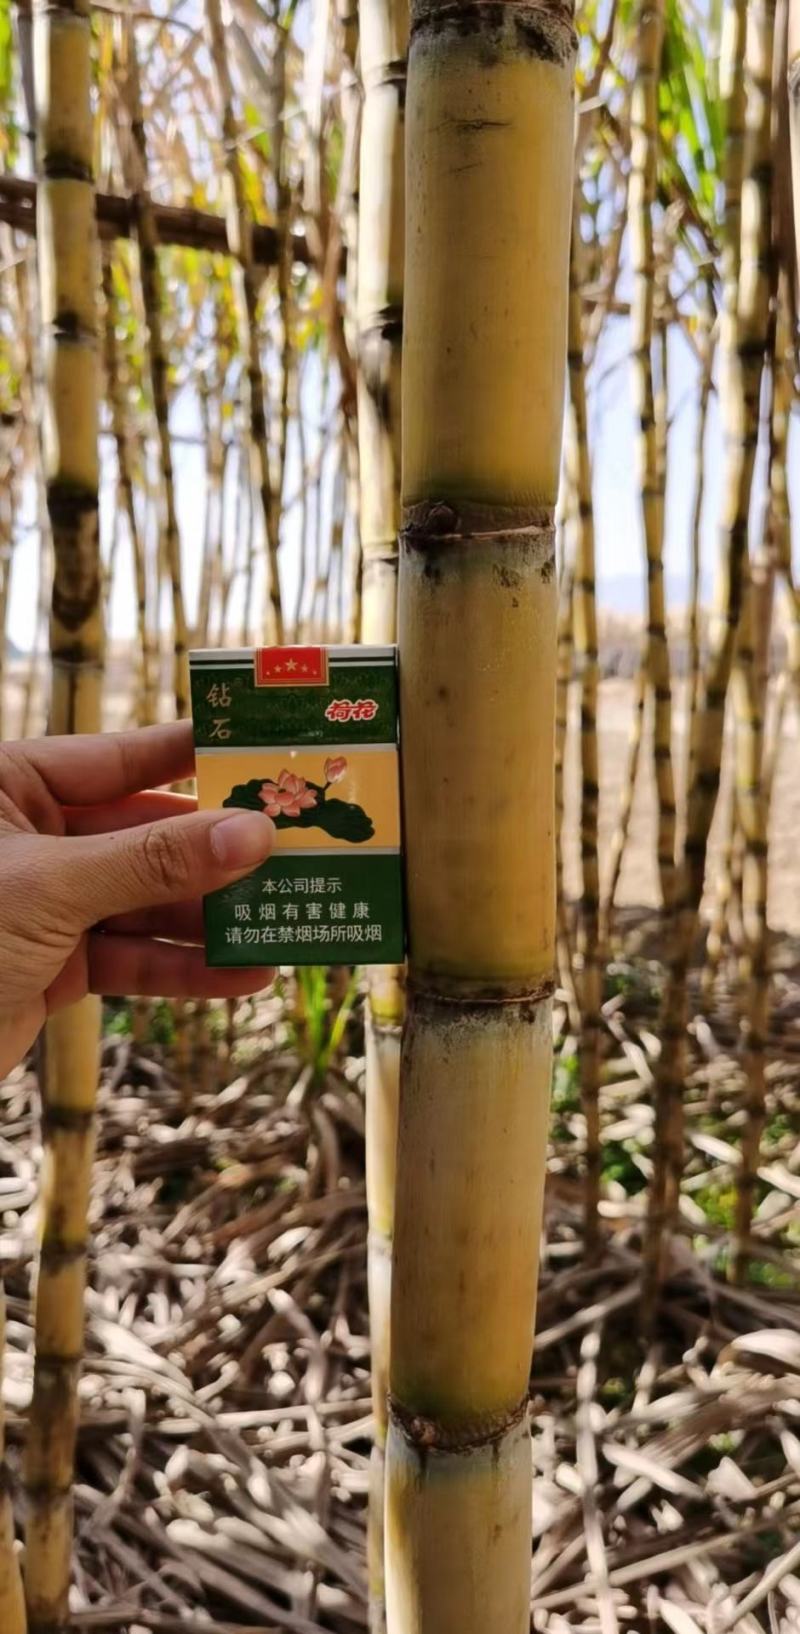 钻石
荷花
本公司提示
吸烟有害健康
请勿在禁烟场所吸烟